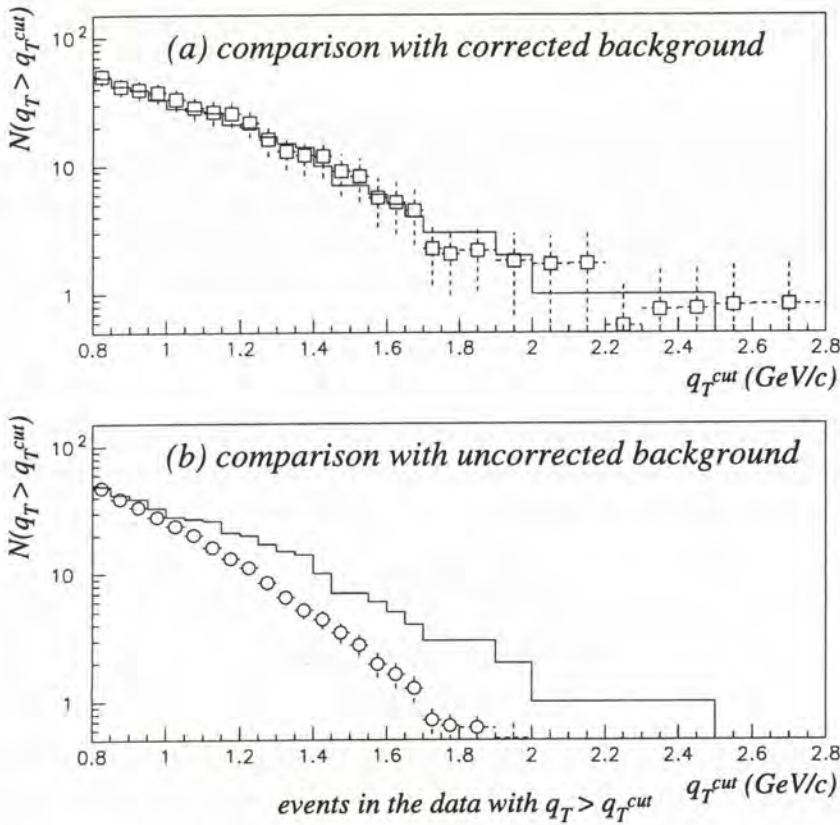 (a) comparison with corrected background
N(q_T > q_T^cut)
10²
10
1
0.8 1 1.2 1.4 1.6 1.8 2 2.2 2.4 2.6 2.8
q_T^cut (GeV/c)
(b) comparison with uncorrected background
N(q_T > q_T^cut)
10²
10
1
0.8 1 1.2 1.4 1.6 1.8 2 2.2 2.4 2.6 2.8
q_T^cut (GeV/c)
events in the data with q_T > q_T^cut